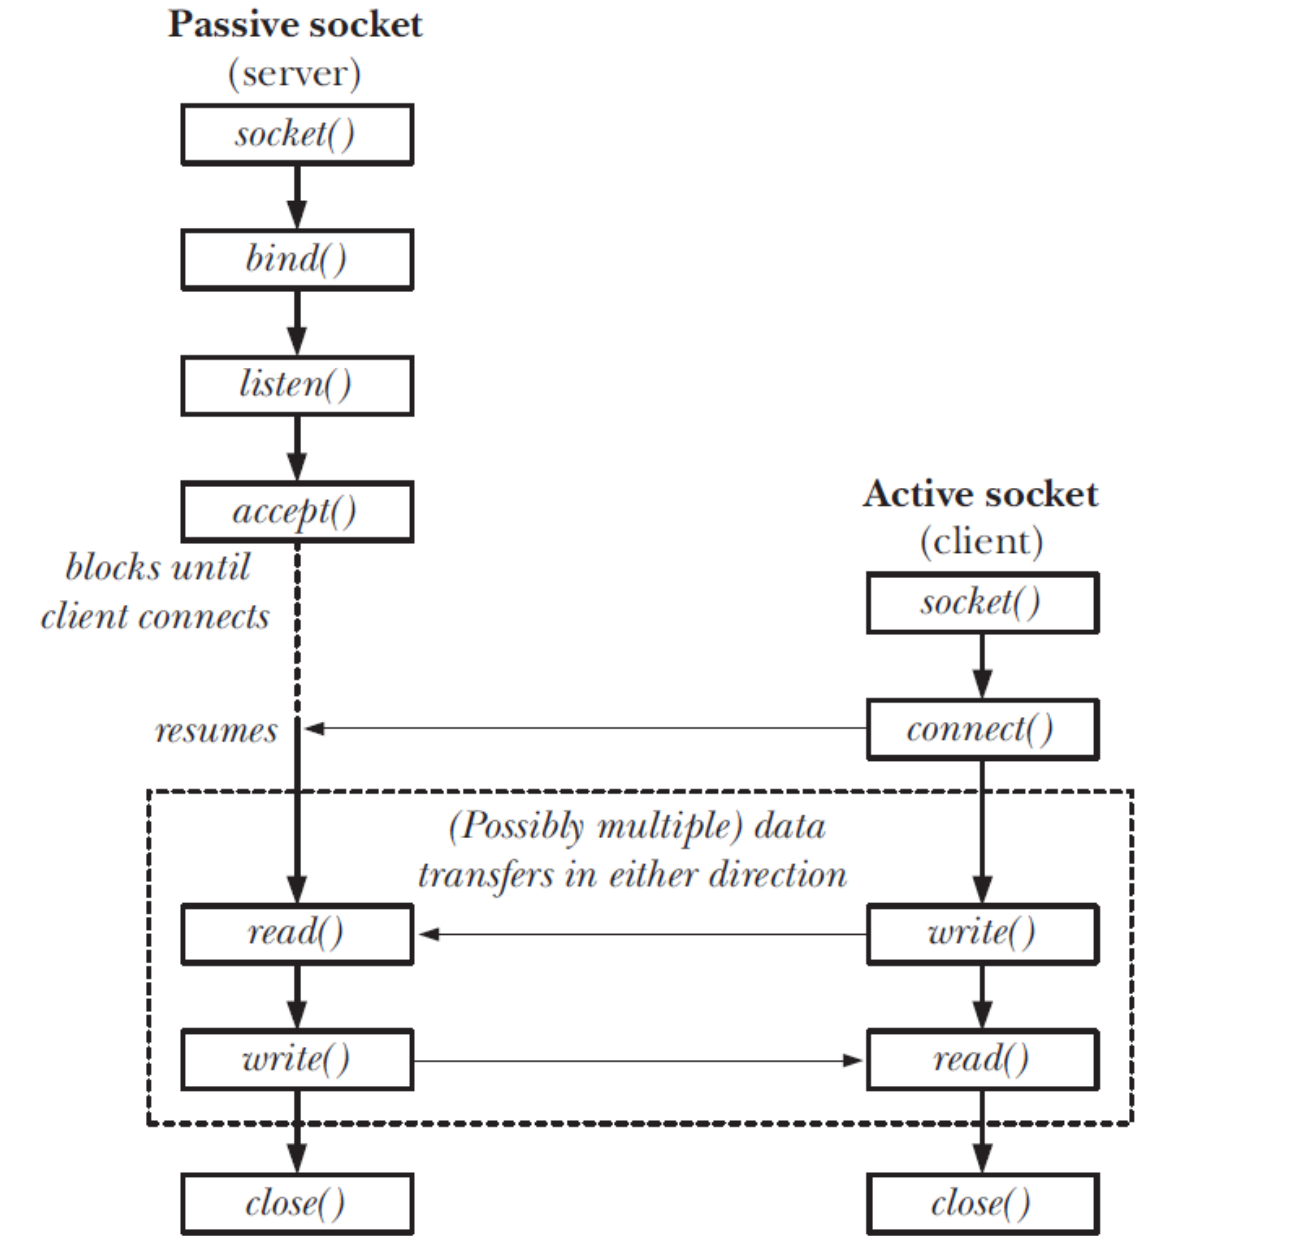 Passive socket
(server)
socket()
bind()
listen()
accept()
blocks until
client connects
Active socket
(client)
socket()
resumes
connect()
(Possibly multiple) data
transfers in either direction
read()
write()
write()
read()
close()
close()